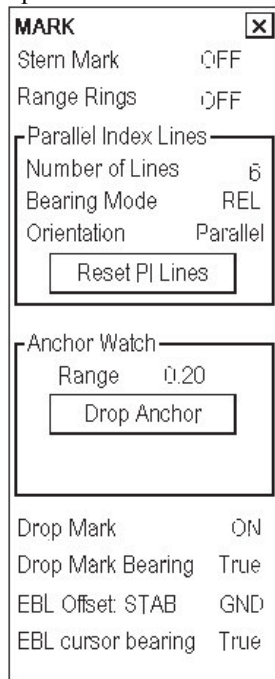 MARK X
Stern Mark OFF
Range Rings OFF
Parallel Index Lines
Number of Lines 6
Bearing Mode REL
Orientation Parallel
Reset PI Lines
Anchor Watch
Range 0.20
Drop Anchor
Drop Mark ON
Drop Mark Bearing True
EBL Offset: STAB GND
EBL cursor bearing True